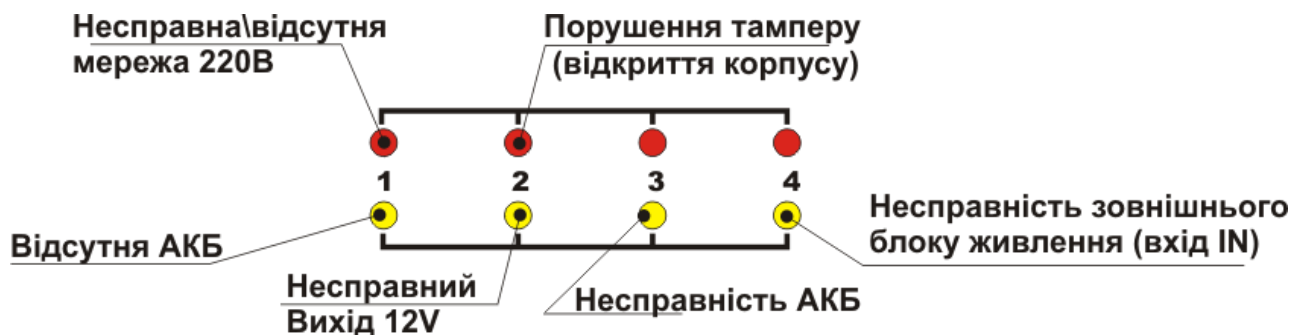 Несправна\відсутня
мережа 220В
Порушення тамперу
(відкриття корпусу)
1 2 3 4
Відсутня АКБ
Несправний
Вихід 12V
Несправність АКБ
Несправність зовнішнього
блоку живлення (вхід IN)